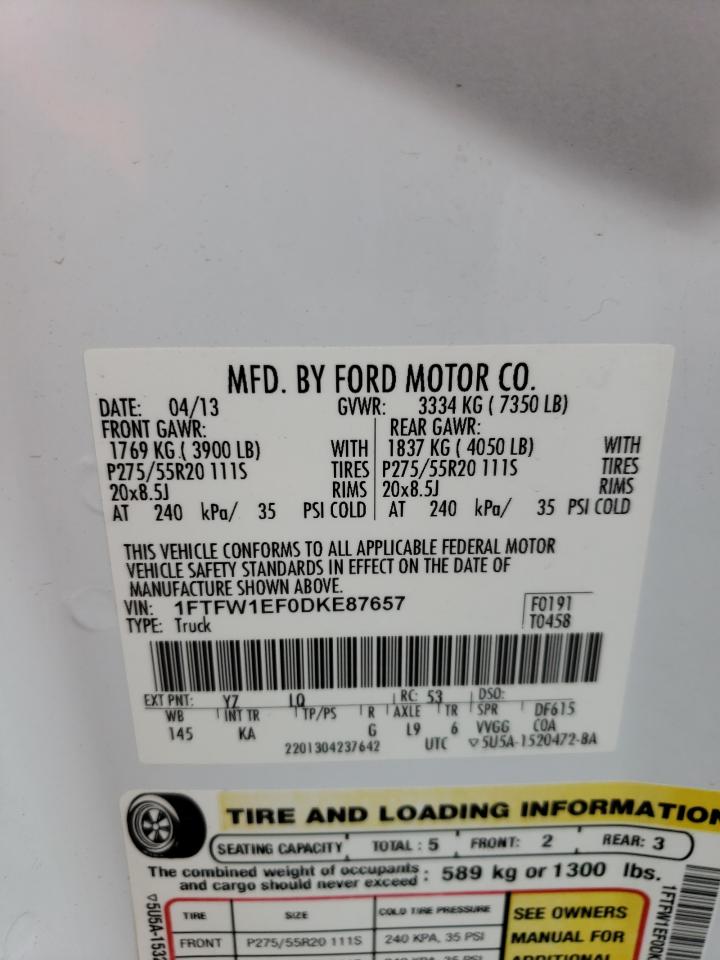 MFD. BY FORD MOTOR CO.
DATE: 04/13 GVWR: 3334 KG ( 7350 LB)
FRONT GAWR: REAR GAWR:
1769 KG ( 3900 LB) WITH 1837 KG ( 4050 LB) WITH
P275/55R20 111S TIRES P275/55R20 111S TIRES
20x8.5J RIMS 20x8.5J RIMS
AT 240 kPa/ 35 PSI COLD AT 240 kPa/ 35 PSI COLD
THIS VEHICLE CONFORMS TO ALL APPLICABLE FEDERAL MOTOR
VEHICLE SAFETY STANDARDS IN EFFECT ON THE DATE OF
MANUFACTURE SHOWN ABOVE.
VIN: 1FTFW1EF0DKE87657 F0191
TYPE: Truck T0458
EXT PNT: YZ LQ RC: 53 DSO:
WB INT TR TP/PS R AXLE TR SPR DF615
145 KA G L9 6 VVGG COA
2201304237642 UTC ▽5U5A-1520472-BA
TIRE AND LOADING INFORMATION
SEATING CAPACITY TOTAL : 5 FRONT: 2 REAR: 3
The combined weight of occupants
and cargo should never exceed : 589 kg or 1300 lbs.
TIRE SIZE COLD TIRE PRESSURE SEE OWNERS
FRONT P275/55R20 111S 240 KPA, 35 PSI MANUAL FOR
ADDITIONAL
▽5U5A-153
1FTFW1EF0DK